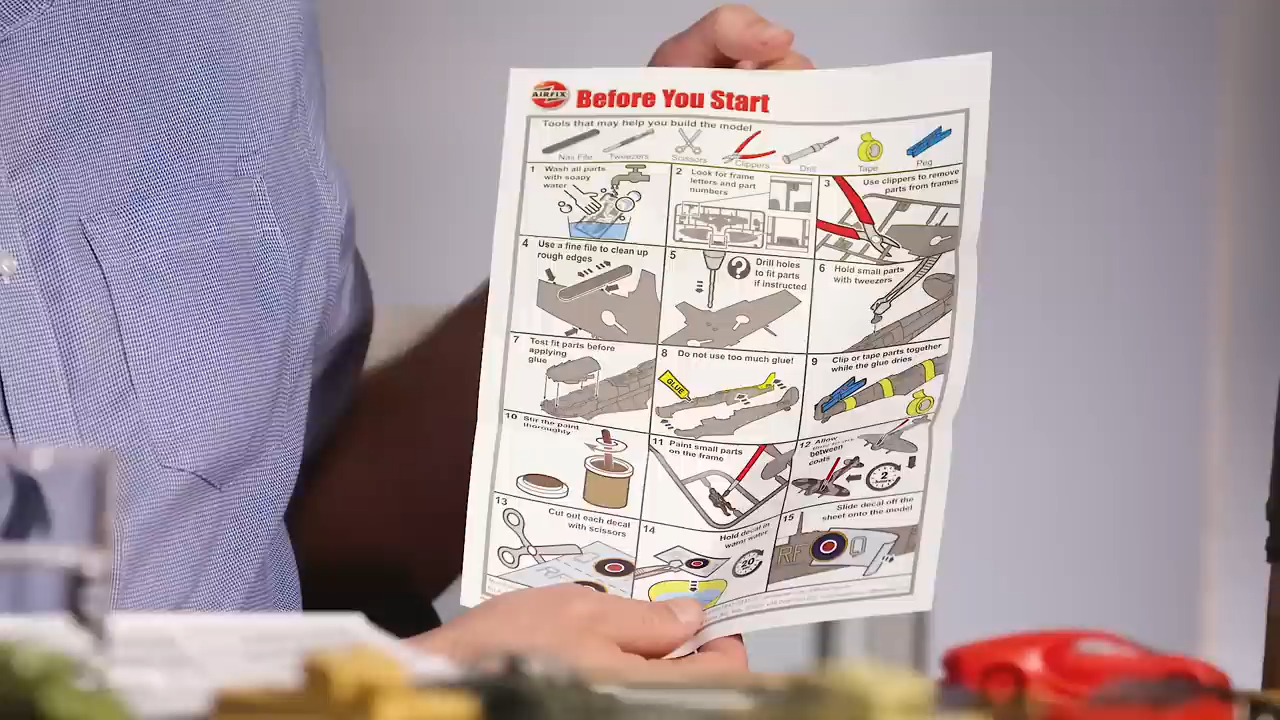 AIRFIX
Before You Start
Tools that may help you build the model
Nail File
Tweezers
Scissors
Clippers
Drill
Tape
Peg
1 Wash all parts
with soapy
water
2 Look for frame
letters and part
numbers
3 Use clippers to remove
parts from frames
4 Use a fine file to clean up
rough edges
5 Drill holes
to fit parts
if instructed
?
6 Hold small parts
with tweezers
7 Test fit parts before
applying
glue
8 Do not use too much glue!
GLUE
9 Clip or tape parts together
while the glue dries
10 Stir the paint
thoroughly
11 Paint small parts
on the frame
12 Allow
between
coats
2
hours
13 Cut out each decal
with scissors
RF
14 Hold decal in
warm water
20
15 Slide decal off the
sheet onto the model
RF